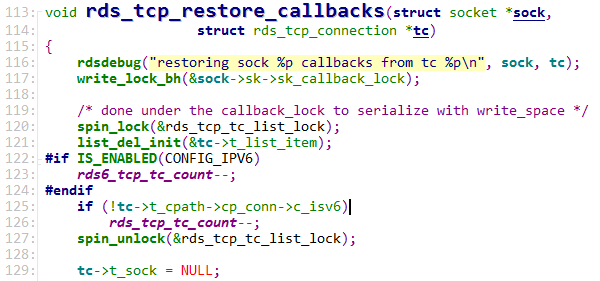 113: void rds_tcp_restore_callbacks(struct socket *sock,
114:                    struct rds_tcp_connection *tc)
115: {
116:     rdsdebug("restoring sock %p callbacks from tc %p\n", sock, tc);
117:     write_lock_bh(&sock->sk->sk_callback_lock);
118:
119:     /* done under the callback_lock to serialize with write_space */
120:     spin_lock(&rds_tcp_tc_list_lock);
121:     list_del_init(&tc->t_list_item);
122: #if IS_ENABLED(CONFIG_IPV6)
123:     rds6_tcp_tc_count--;
124: #endif
125:     if (!tc->t_cpath->cp_conn->c_isv6)
126:         rds_tcp_tc_count--;
127:     spin_unlock(&rds_tcp_tc_list_lock);
128:
129:     tc->t_sock = NULL;